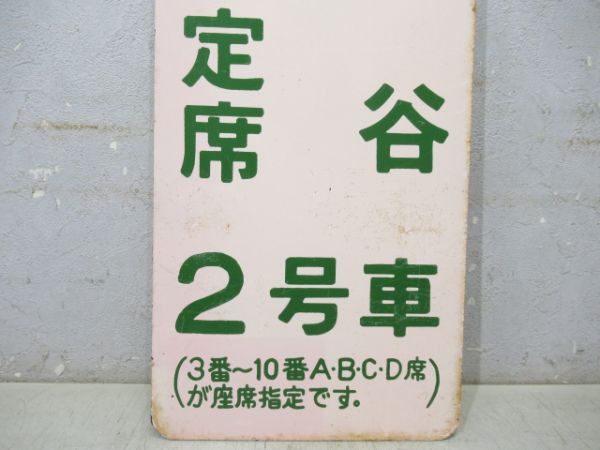 谷
定席
2号車
(3番～10番A·B·C·D席
が座席指定です。)